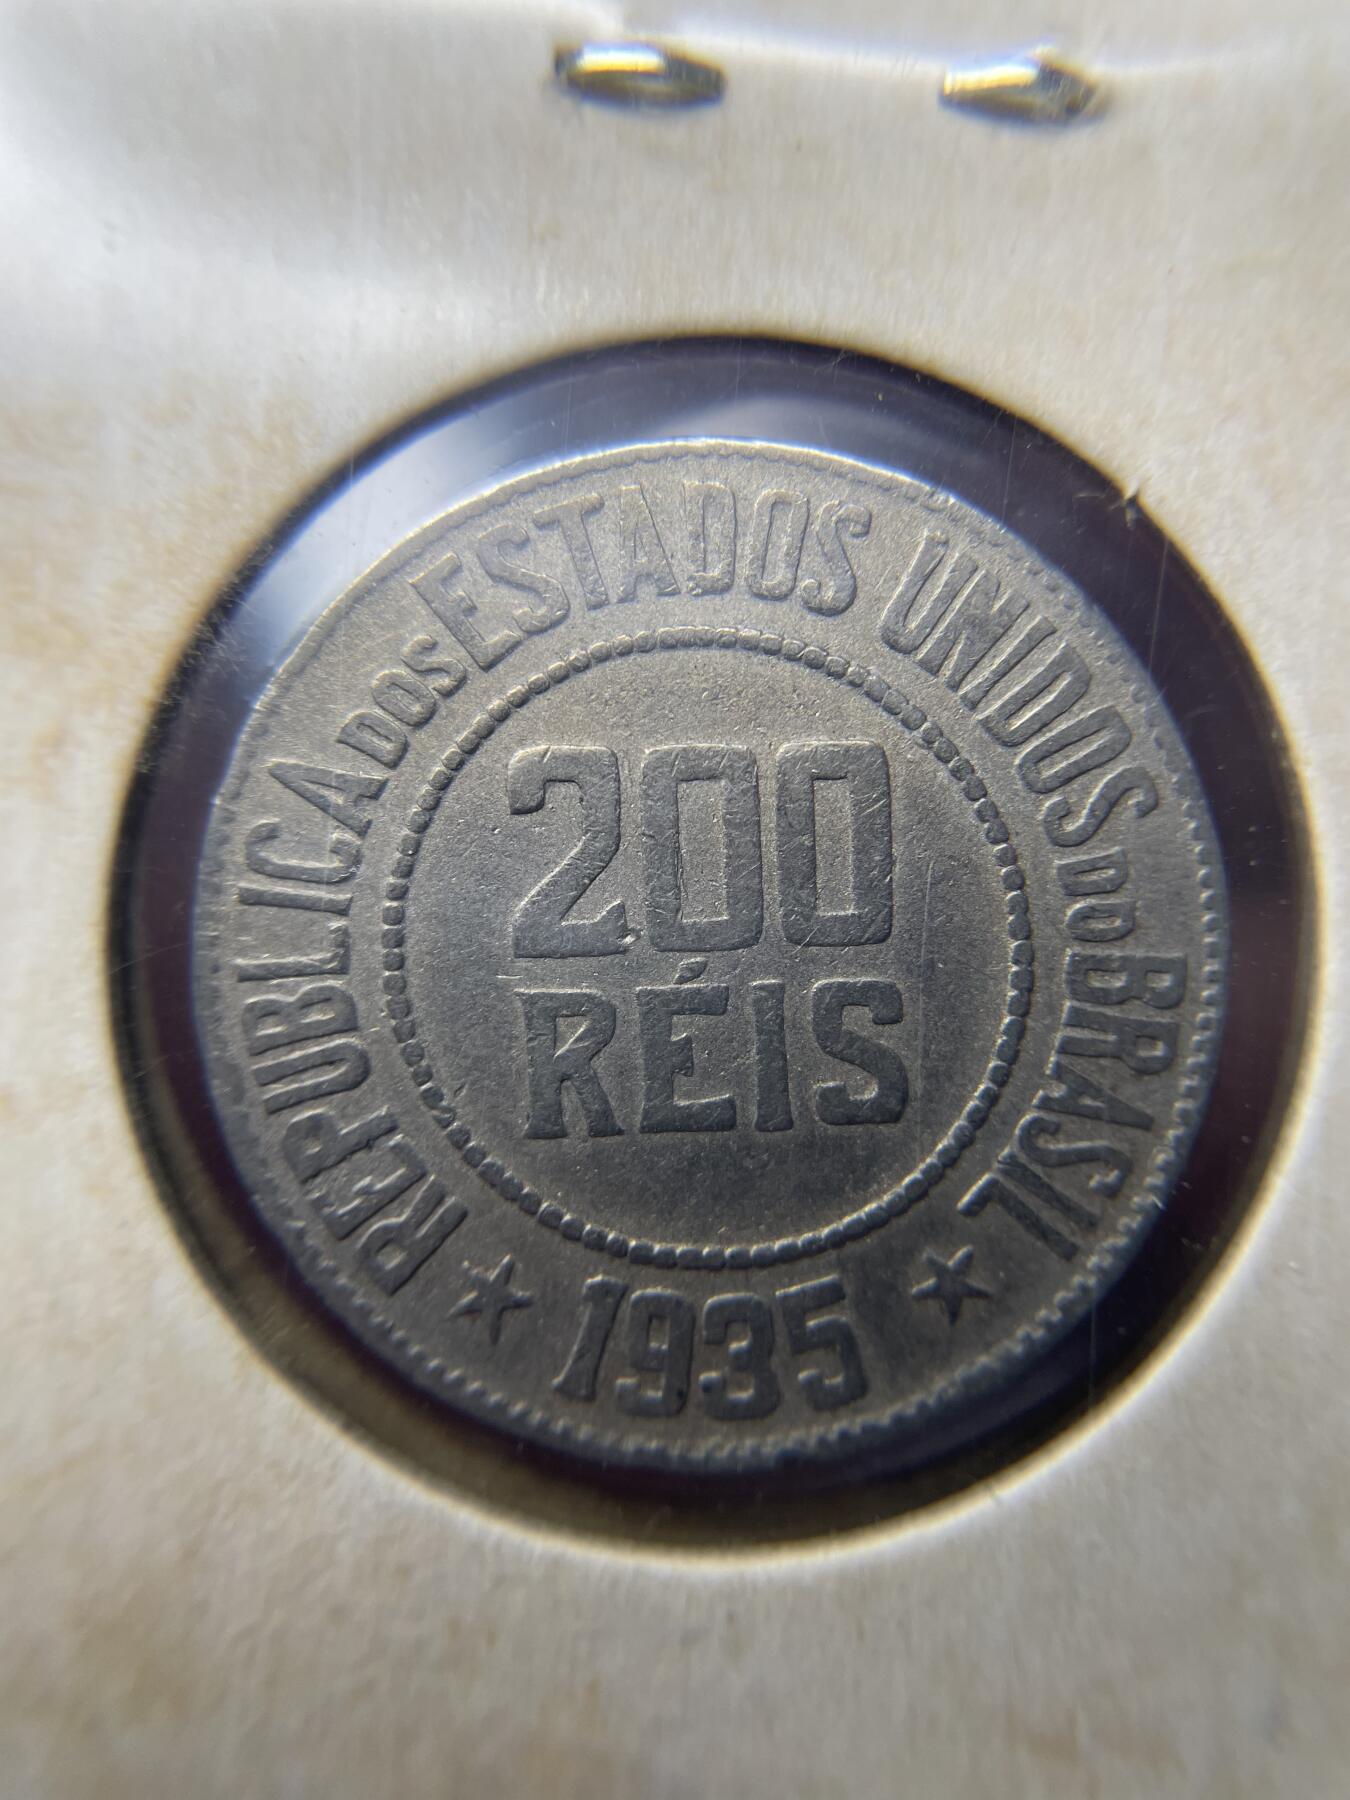 REPUBLICA DOS ESTADOS UNIDOS DO BRASIL
200
RÉIS
★ 1935 ★